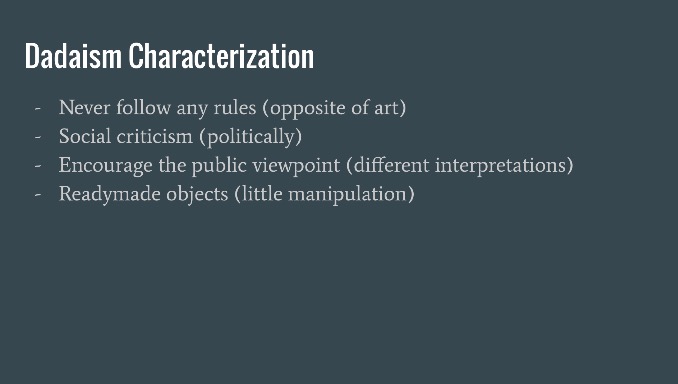 Dadaism Characterization
- Never follow any rules (opposite of art)
- Social criticism (politically)
- Encourage the public viewpoint (different interpretations)
- Readymade objects (little manipulation)